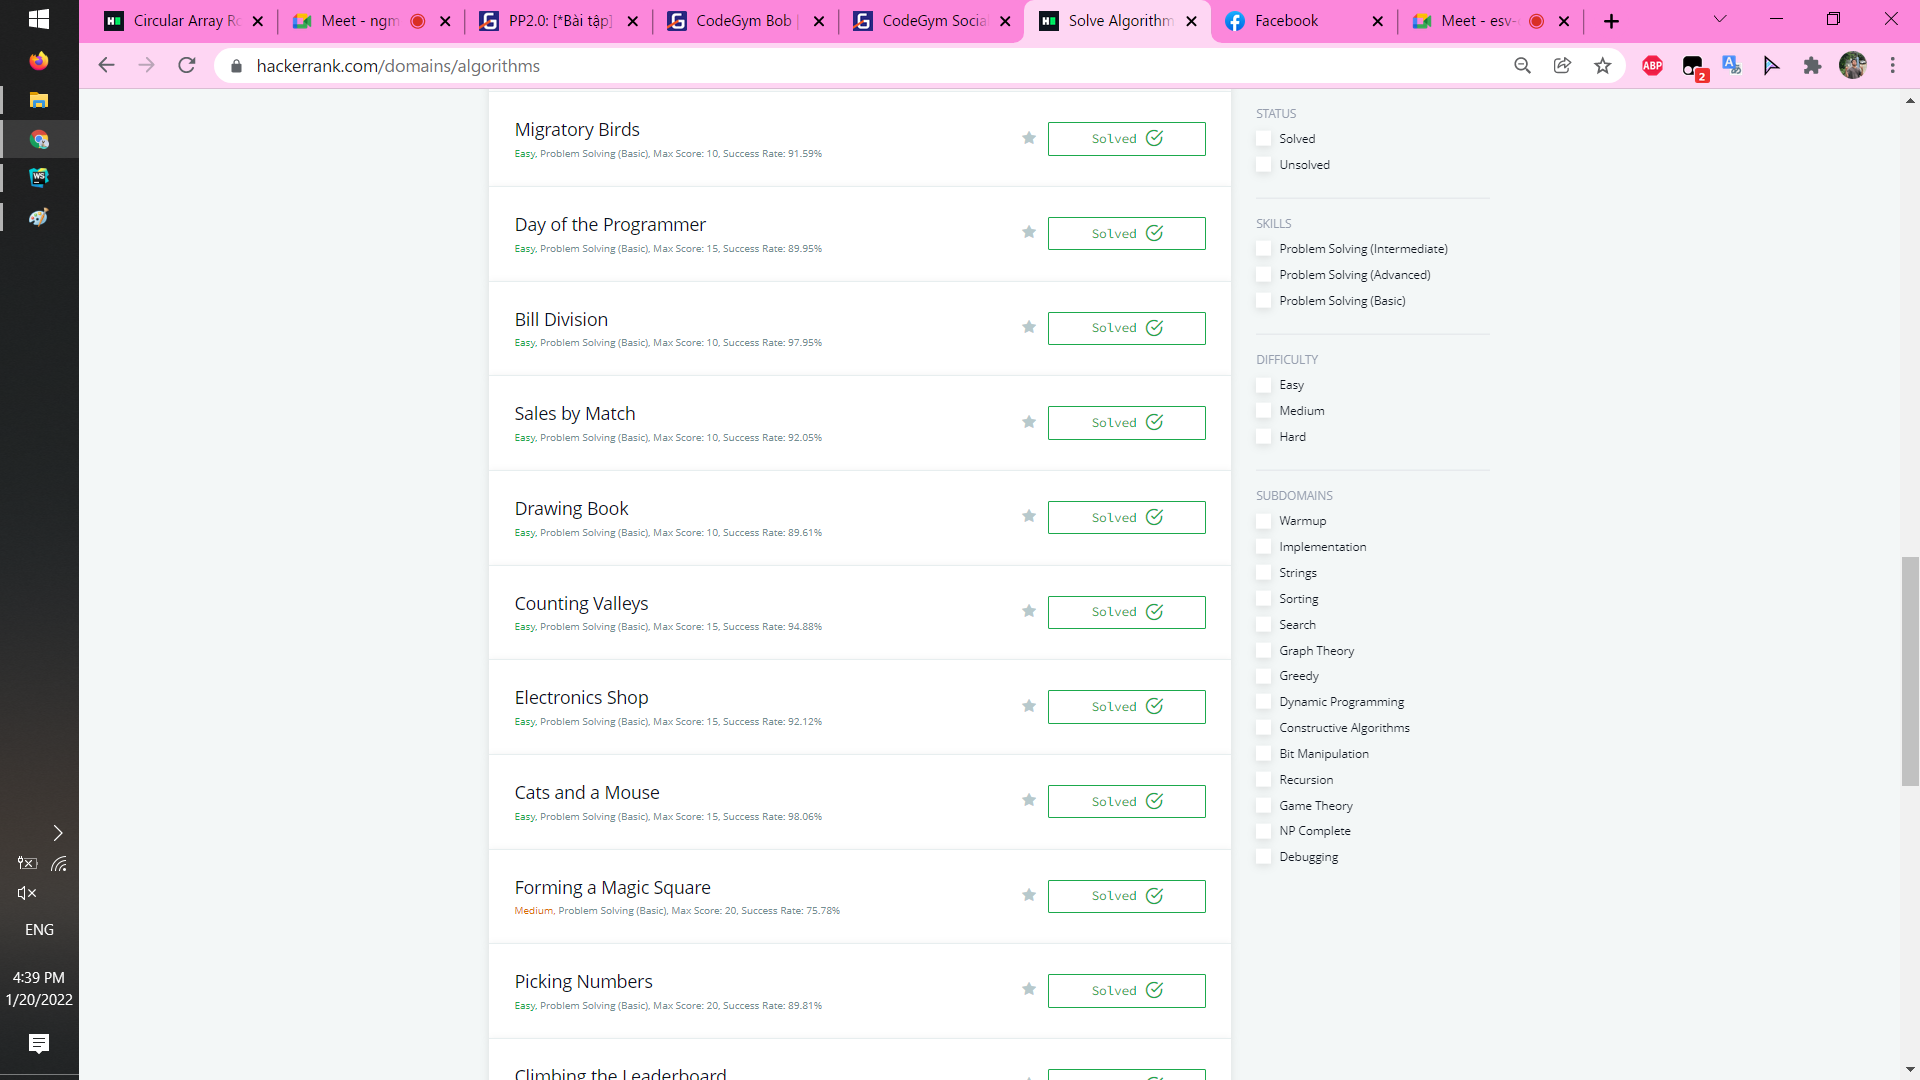 Circular Array Ro
Meet - ngm
PP2.0: [*Bài tập]
CodeGym Bob |
CodeGym Social
Solve Algorithm
Facebook
Meet - esv-
hackerrank.com/domains/algorithms
ABP
2
Migratory Birds
Easy, Problem Solving (Basic), Max Score: 10, Success Rate: 91.59%
Solved
Day of the Programmer
Easy, Problem Solving (Basic), Max Score: 15, Success Rate: 89.95%
Solved
Bill Division
Easy, Problem Solving (Basic), Max Score: 10, Success Rate: 97.95%
Solved
Sales by Match
Easy, Problem Solving (Basic), Max Score: 10, Success Rate: 92.05%
Solved
Drawing Book
Easy, Problem Solving (Basic), Max Score: 10, Success Rate: 89.61%
Solved
Counting Valleys
Easy, Problem Solving (Basic), Max Score: 15, Success Rate: 94.88%
Solved
Electronics Shop
Easy, Problem Solving (Basic), Max Score: 15, Success Rate: 92.12%
Solved
Cats and a Mouse
Easy, Problem Solving (Basic), Max Score: 15, Success Rate: 98.06%
Solved
Forming a Magic Square
Medium, Problem Solving (Basic), Max Score: 20, Success Rate: 75.78%
Solved
Picking Numbers
Easy, Problem Solving (Basic), Max Score: 20, Success Rate: 89.81%
Solved
Climbing the Leaderboard
STATUS
Solved
Unsolved
SKILLS
Problem Solving (Intermediate)
Problem Solving (Advanced)
Problem Solving (Basic)
DIFFICULTY
Easy
Medium
Hard
SUBDOMAINS
Warmup
Implementation
Strings
Sorting
Search
Graph Theory
Greedy
Dynamic Programming
Constructive Algorithms
Bit Manipulation
Recursion
Game Theory
NP Complete
Debugging
WS
ENG
4:39 PM
1/20/2022